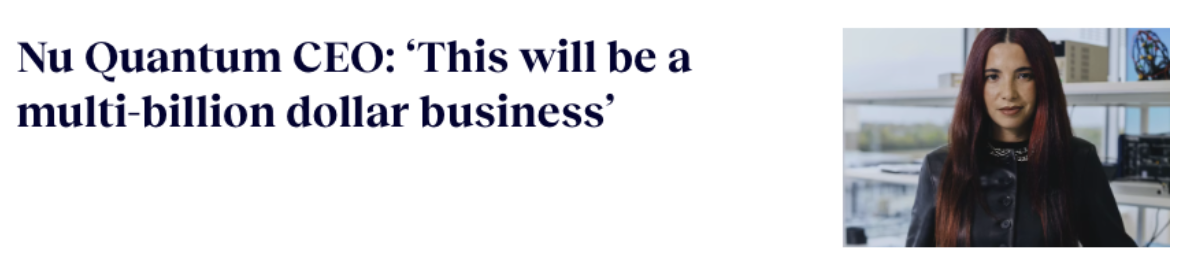 Nu Quantum CEO: ‘This will be a
multi-billion dollar business’